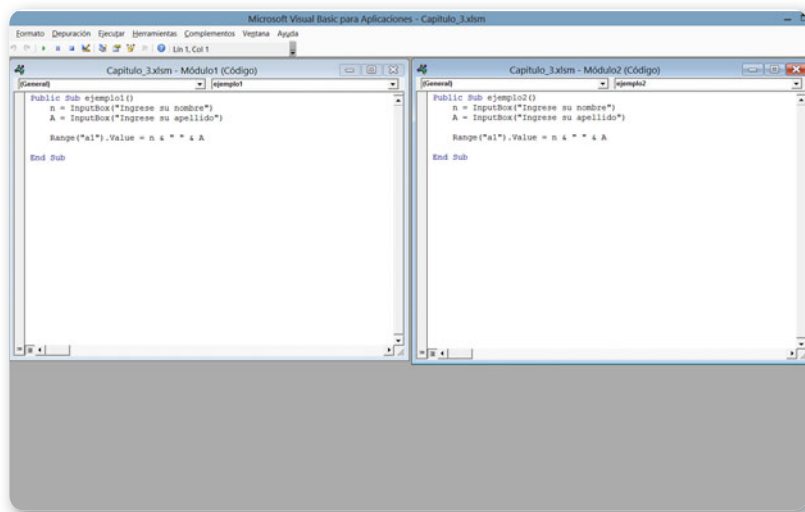 Microsoft Visual Basic para Aplicaciones - Capitulo_3.xlsm
Formato Depuración Ejecutar Herramientas Complementos Ventana Ayuda
Lín 1, Col 1
Capitulo_3.xlsm - Módulo1 (Código)
(General) ejemplo1
Public Sub ejemplo1()
n = InputBox("Ingrese su nombre")
A = InputBox("Ingrese su apellido")
Range("a1").Value = n & " " & A
End Sub
Capitulo_3.xlsm - Módulo2 (Código)
(General) ejemplo2
Public Sub ejemplo2()
n = InputBox("Ingrese su nombre")
A = InputBox("Ingrese su apellido")
Range("a1").Value = n & " " & A
End Sub